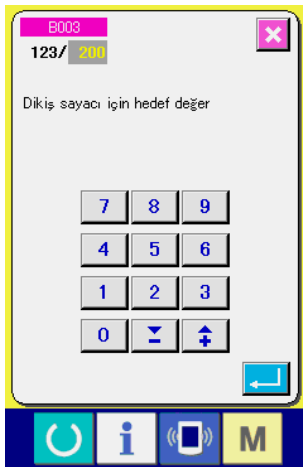 B003
123/ 200
Dikiş sayacı için hedef değer
7 8 9
4 5 6
1 2 3
0
i M